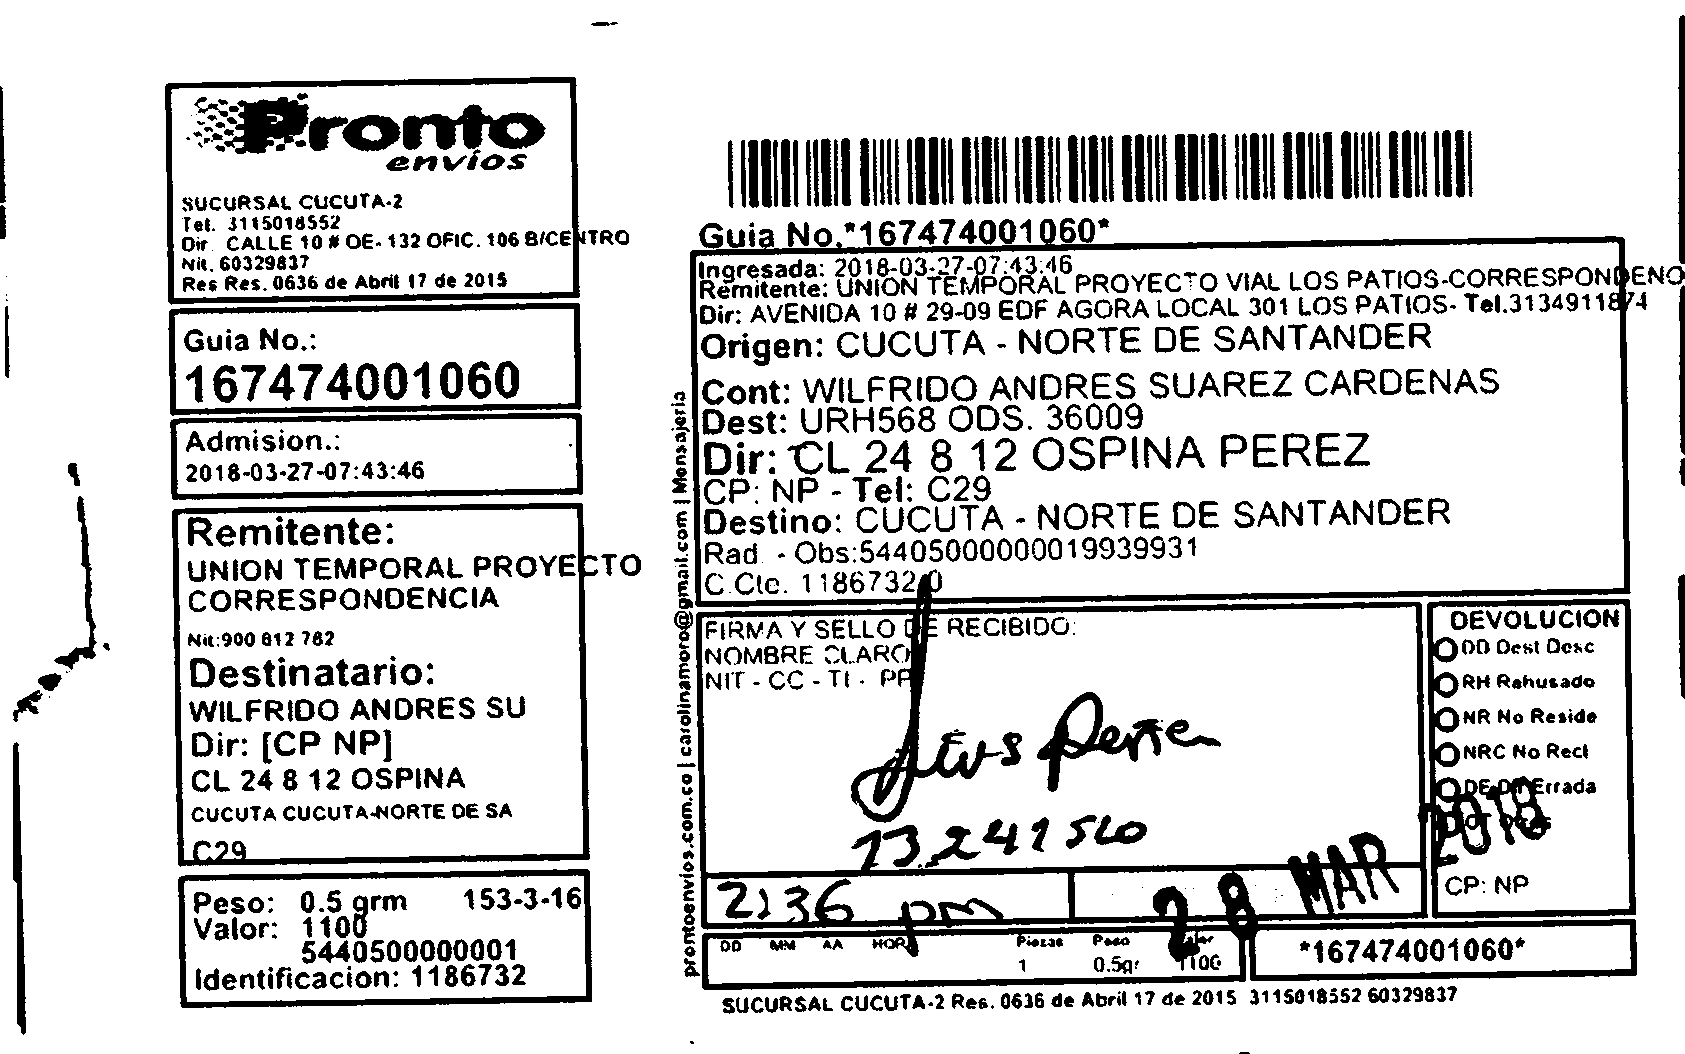 Pronto
envíos
SUCURSAL CUCUTA-2
Tel. 3115018552
Dir. CALLE 10 # OE- 132 OFIC. 106 B/CENTRO
Nit. 60329837
Res Res. 0636 de Abril 17 de 2015
Guia No.:
167474001060
Admision.:
2018-03-27-07:43:46
Remitente:
UNION TEMPORAL PROYECTO
CORRESPONDENCIA
Nit:900 812 782
Destinatario:
WILFRIDO ANDRES SU
Dir: [CP NP]
CL 24 8 12 OSPINA
CUCUTA CUCUTA-NORTE DE SA
C29
Peso: 0.5 grm 153-3-16
Valor: 1100
5440500000001
Identificacion: 1186732
prontoenvios.com.co | carolinamoro@gmail.com | Mensajeria
Guia No.*167474001060*
Ingresada: 2018-03-27-07:43:46
Remitente: UNION TEMPORAL PROYECTO VIAL LOS PATIOS-CORRESPONDENC
Dir: AVENIDA 10 # 29-09 EDF AGORA LOCAL 301 LOS PATIOS- Tel.3134911874
Origen: CUCUTA - NORTE DE SANTANDER
Cont: WILFRIDO ANDRES SUAREZ CARDENAS
Dest: URH568 ODS. 36009
Dir: CL 24 8 12 OSPINA PEREZ
CP: NP - Tel: C29
Destino: CUCUTA - NORTE DE SANTANDER
Rad. - Obs:54405000000019939931
C.Cte. 1186732 0
FIRMA Y SELLO DE RECIBIDO:
NOMBRE CLARO
NIT - CC - TI - PP
13.241 510
2:36 pm
28 MAR 2018
DD MM AA HORA Piezas Peso Valor
1 0.5gr 1100
DEVOLUCION
DD Dest Desc
RH Rahusado
NR No Reside
NRC No Recl
DE Dir Errada
CP: NP
*167474001060*
SUCURSAL CUCUTA-2 Res. 0636 de Abril 17 de 2015 3115018552 60329837